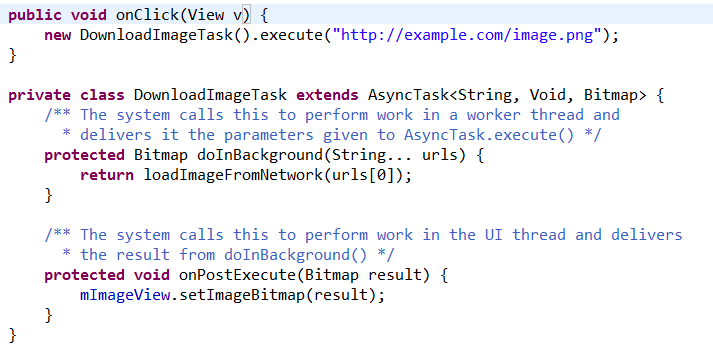 public void onClick(View v) {
    new DownloadImageTask().execute("http://example.com/image.png");
}

private class DownloadImageTask extends AsyncTask<String, Void, Bitmap> {
    /** The system calls this to perform work in a worker thread and
      * delivers it the parameters given to AsyncTask.execute() */
    protected Bitmap doInBackground(String... urls) {
        return loadImageFromNetwork(urls[0]);
    }

    /** The system calls this to perform work in the UI thread and delivers
      * the result from doInBackground() */
    protected void onPostExecute(Bitmap result) {
        mImageView.setImageBitmap(result);
    }
}